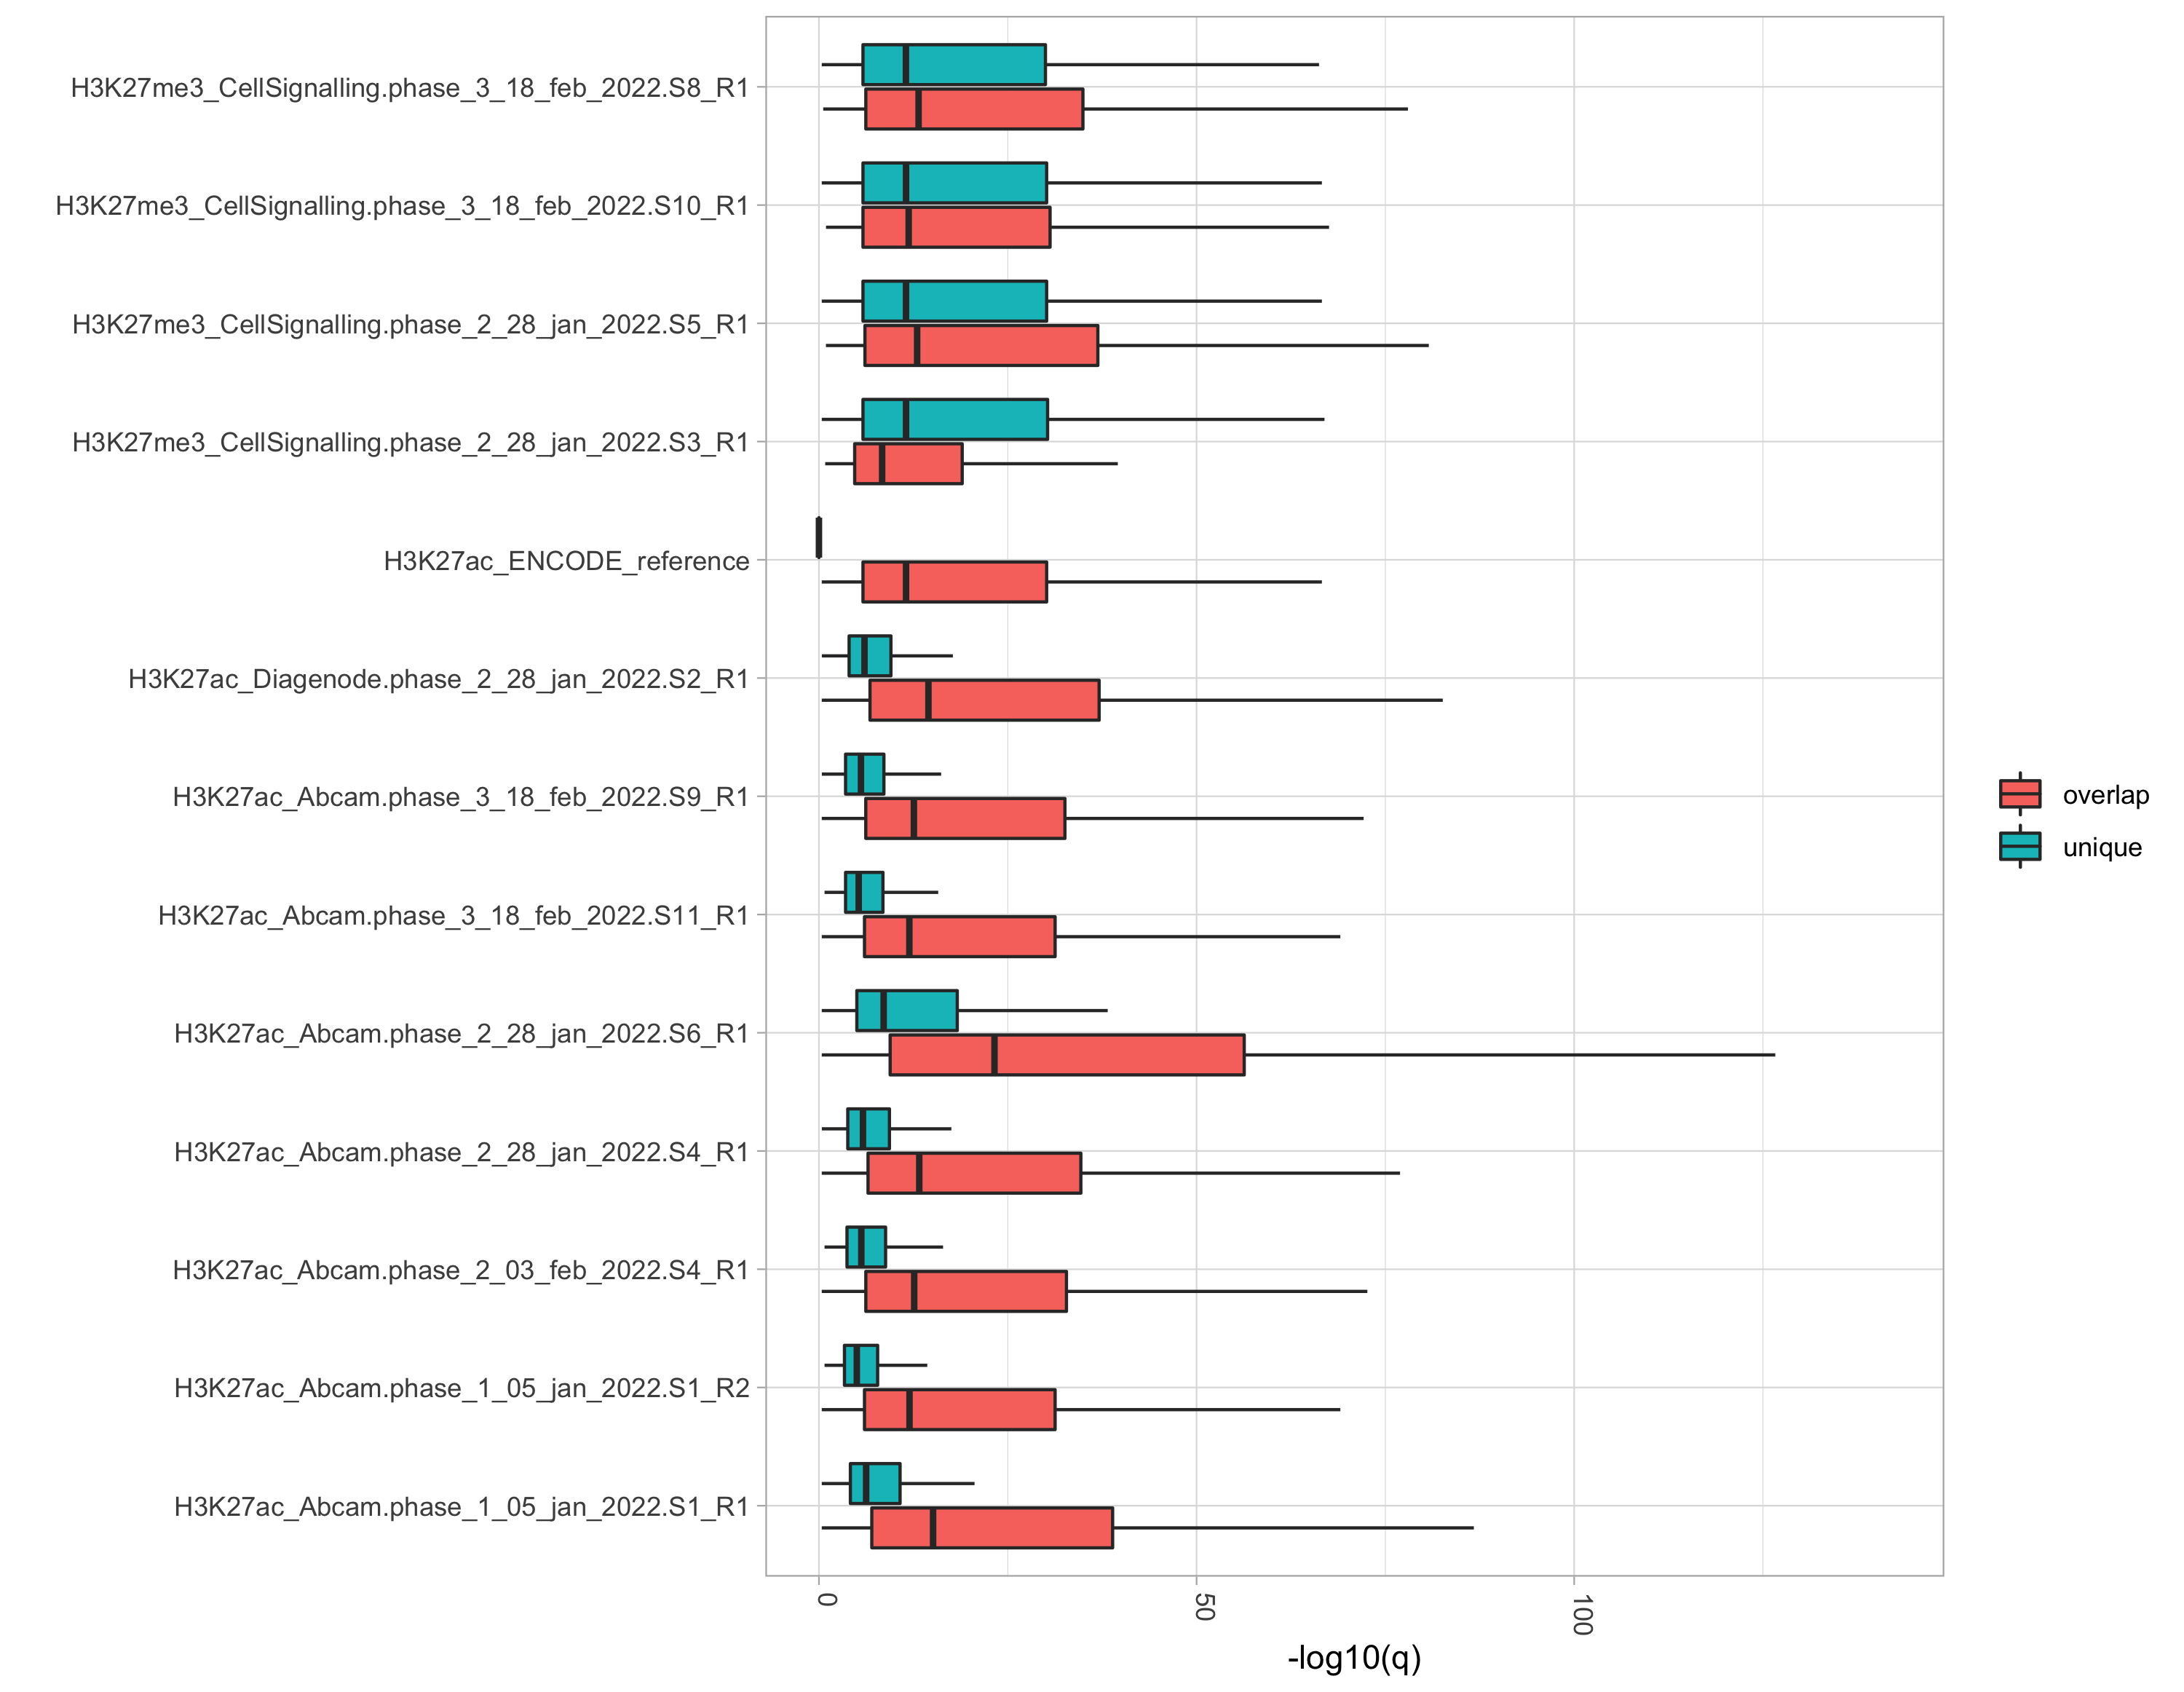 H3K27me3_CellSignalling.phase_3_18_feb_2022.S8_R1
H3K27me3_CellSignalling.phase_3_18_feb_2022.S10_R1
H3K27me3_CellSignalling.phase_2_28_jan_2022.S5_R1
H3K27me3_CellSignalling.phase_2_28_jan_2022.S3_R1
H3K27ac_ENCODE_reference
H3K27ac_Diagenode.phase_2_28_jan_2022.S2_R1
H3K27ac_Abcam.phase_3_18_feb_2022.S9_R1
H3K27ac_Abcam.phase_3_18_feb_2022.S11_R1
H3K27ac_Abcam.phase_2_28_jan_2022.S6_R1
H3K27ac_Abcam.phase_2_28_jan_2022.S4_R1
H3K27ac_Abcam.phase_2_03_feb_2022.S4_R1
H3K27ac_Abcam.phase_1_05_jan_2022.S1_R2
H3K27ac_Abcam.phase_1_05_jan_2022.S1_R1
0
50
100
-log10(q)
overlap
unique